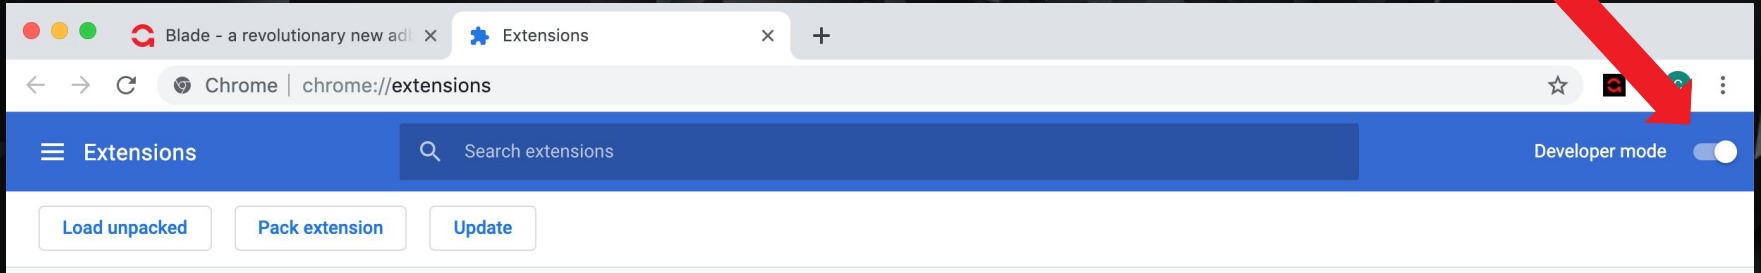 Blade - a revolutionary new ad
Extensions
Chrome | chrome://extensions
Extensions
Search extensions
Developer mode
Load unpacked
Pack extension
Update